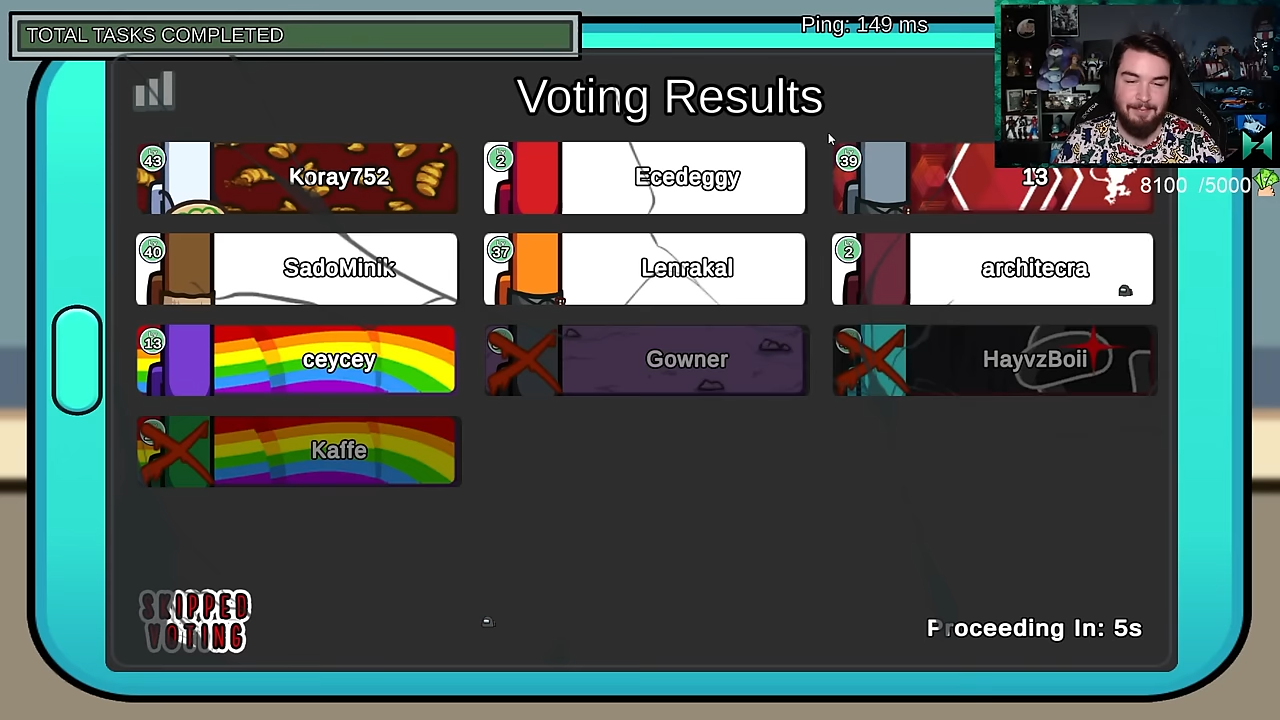 TOTAL TASKS COMPLETED
Ping: 149 ms
Voting Results
43 Koray752
2 Ecedeggy
39 13
8100 /5000
40 SadoMinik
37 Lenrakal
2 architecra
13 ceycey
Gowner
HayvzBoii
Kaffe
SKIPPED
VOTING
Proceeding In: 5s